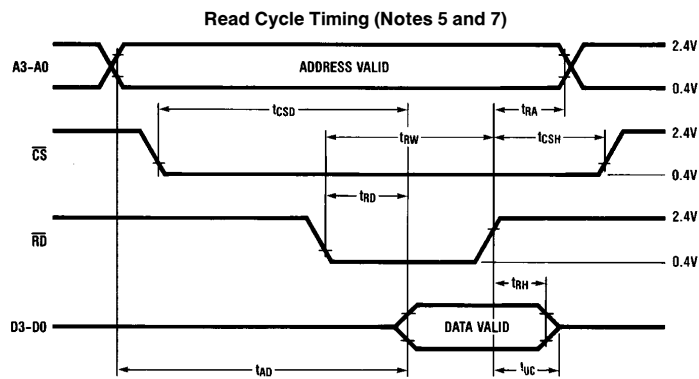 Read Cycle Timing (Notes 5 and 7)
A3-A0
ADDRESS VALID
2.4V
0.4V
tCSD
tRA
tRW
tCSH
CS
2.4V
0.4V
tRD
RD
2.4V
0.4V
tRH
D3-D0
DATA VALID
tAD
tUC